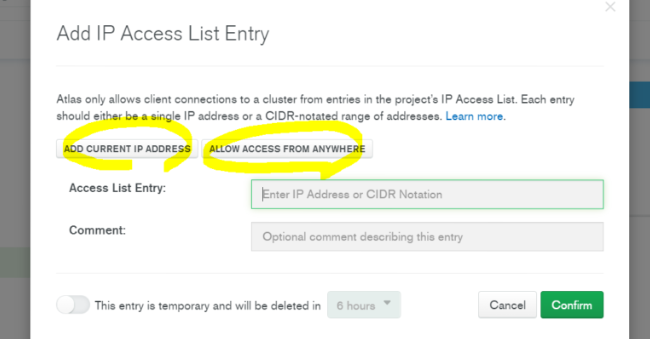 Add IP Access List Entry
Atlas only allows client connections to a cluster from entries in the project's IP Access List. Each entry
should either be a single IP address or a CIDR-notated range of addresses. Learn more.
ADD CURRENT IP ADDRESS ALLOW ACCESS FROM ANYWHERE
Access List Entry: Enter IP Address or CIDR Notation
Comment: Optional comment describing this entry
This entry is temporary and will be deleted in 6 hours Cancel Confirm